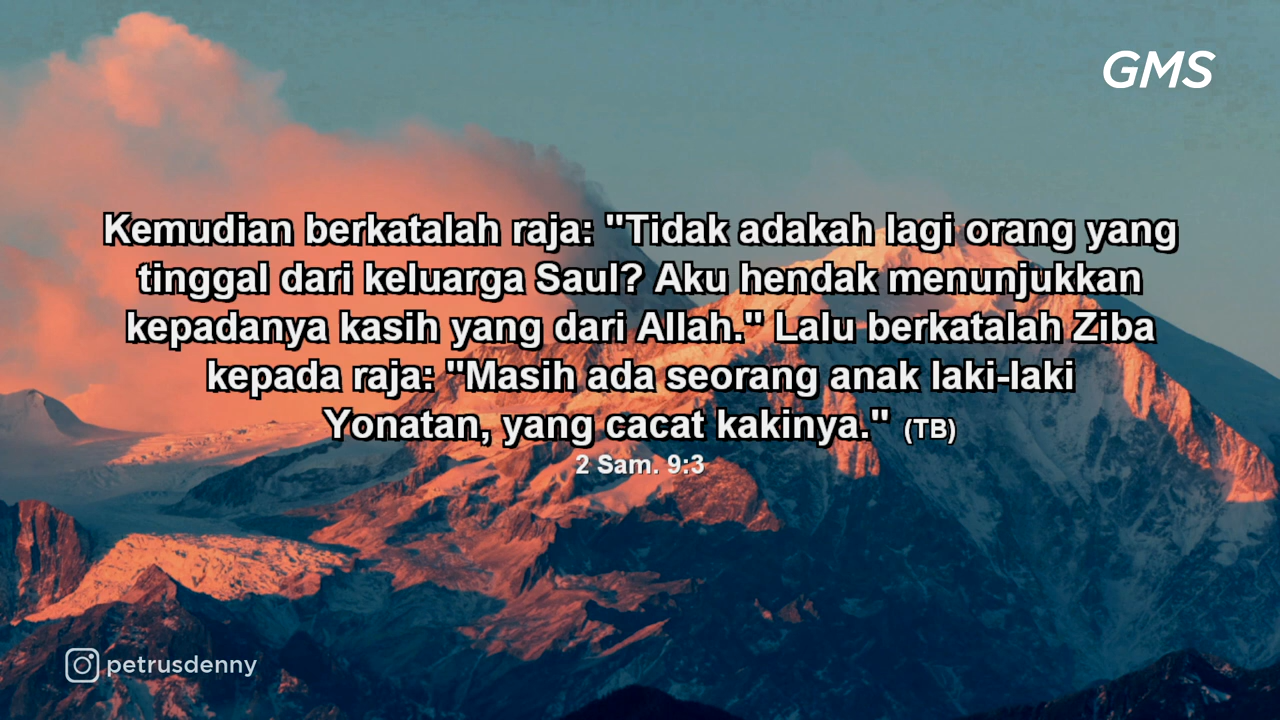 GMS
Kemudian berkatalah raja: "Tidak adakah lagi orang yang
tinggal dari keluarga Saul? Aku hendak menunjukkan
kepadanya kasih yang dari Allah." Lalu berkatalah Ziba
kepada raja: "Masih ada seorang anak laki-laki
Yonatan, yang cacat kakinya." (TB)
2 Sam. 9:3
petrusdenny